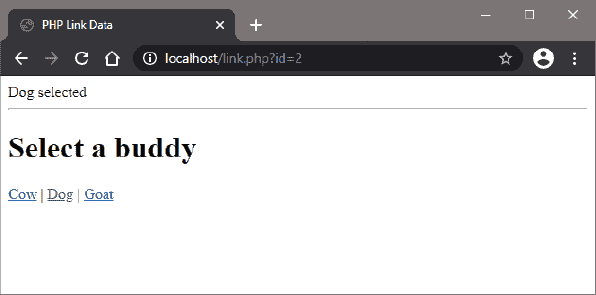 PHP Link Data
localhost/link.php?id=2
Dog selected
Select a buddy
Cow | Dog | Goat